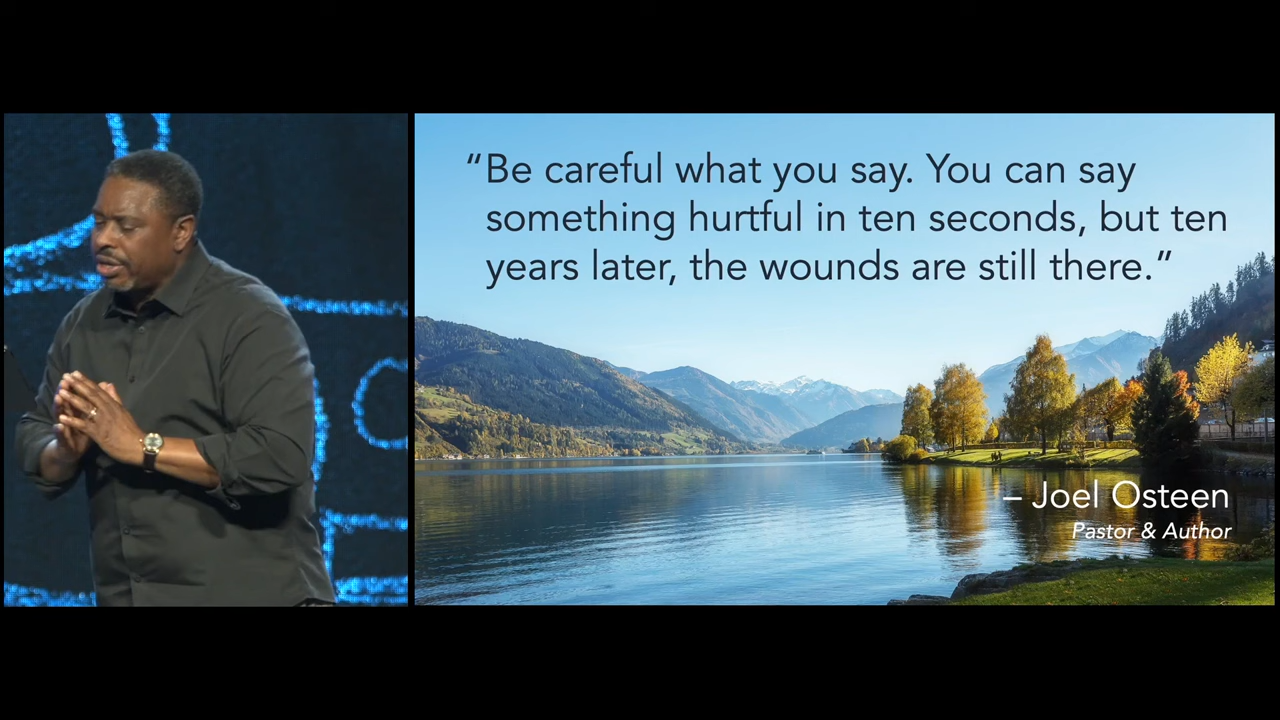 “Be careful what you say. You can say
something hurtful in ten seconds, but ten
years later, the wounds are still there.”
– Joel Osteen
Pastor & Author